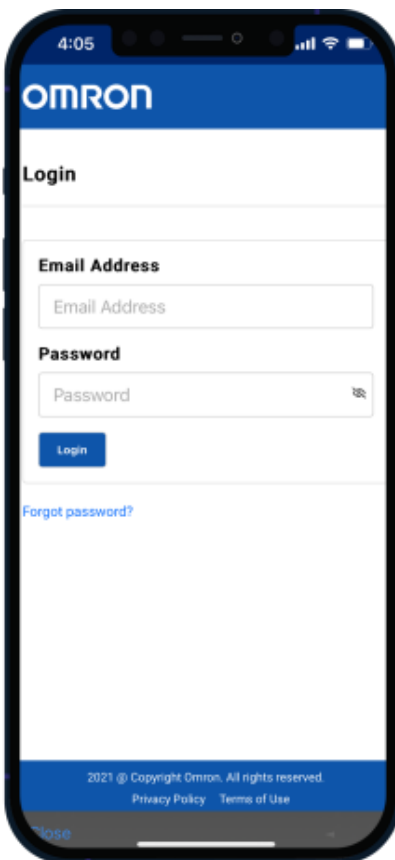 4:05
OMRON
Login
Email Address
Email Address
Password
Password
Login
Forgot password?
2021 @ Copyright Omron. All rights reserved.
Privacy Policy Terms of Use
Close